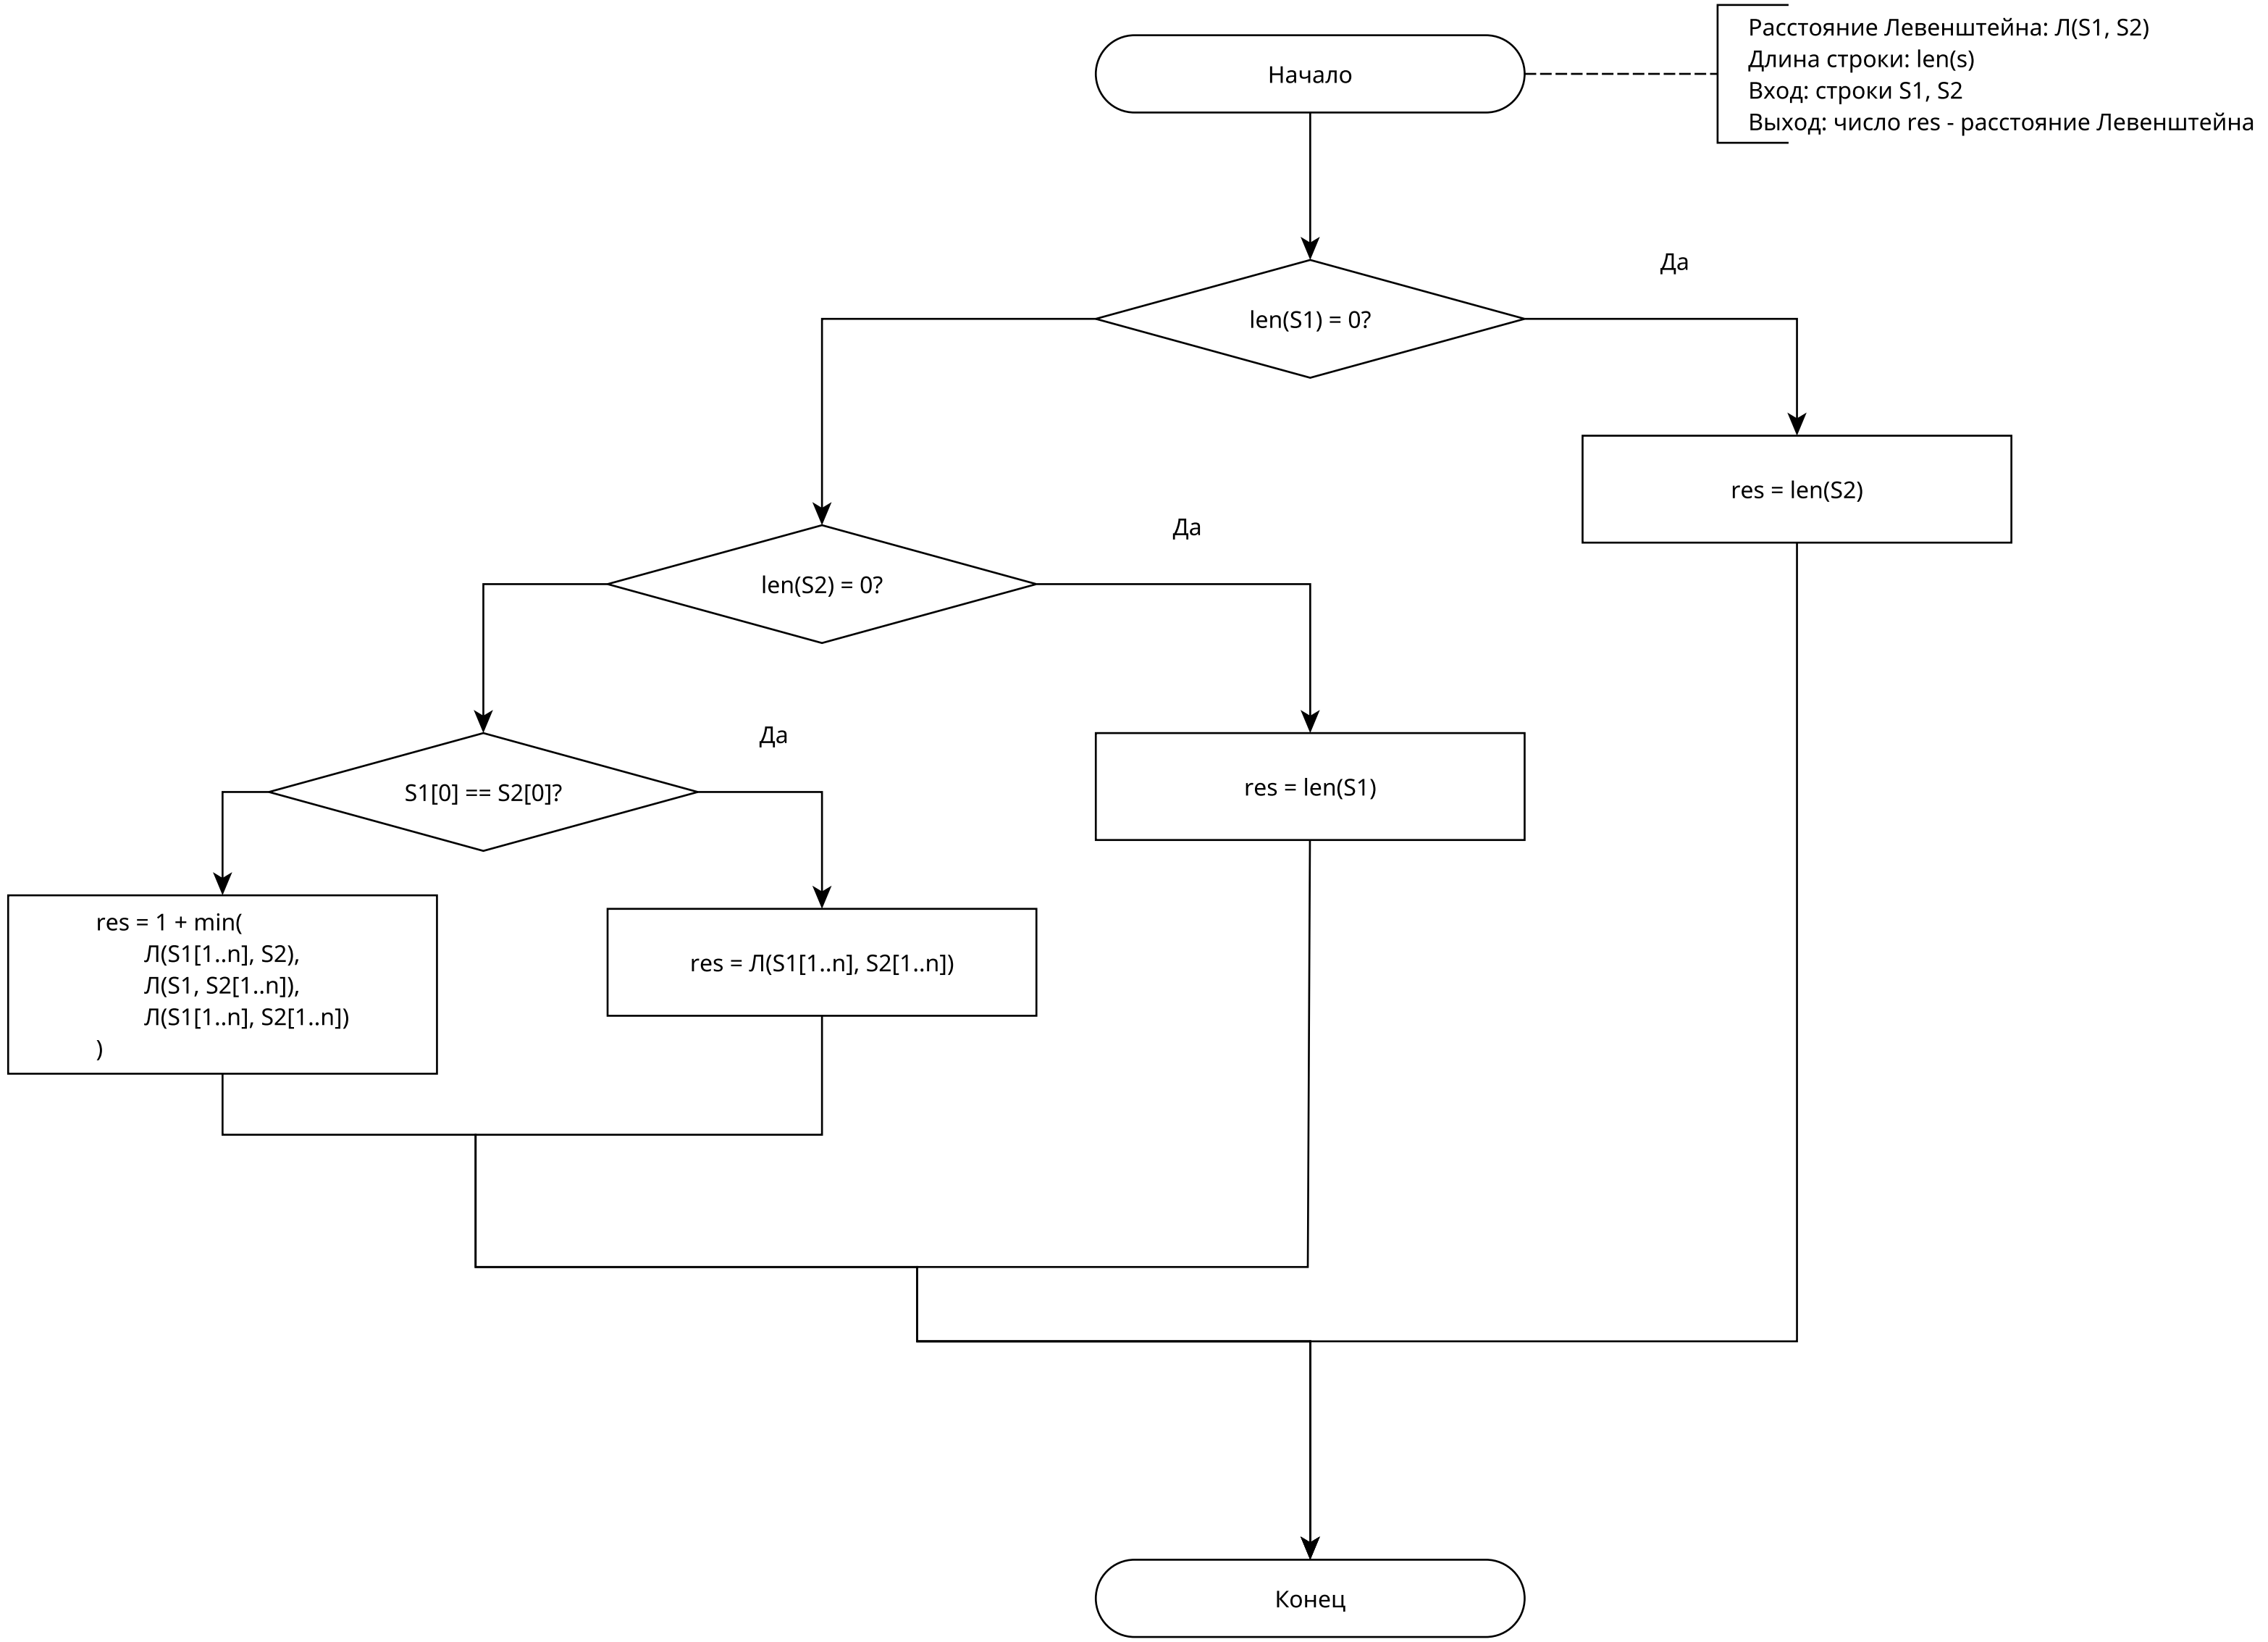 Начало
Расстояние Левенштейна: Л(S1, S2)
Длина строки: len(s)
Вход: строки S1, S2
Выход: число res - расстояние Левенштейна
Да
len(S1) = 0?
res = len(S2)
Да
len(S2) = 0?
Да
S1[0] == S2[0]?
res = len(S1)
res = 1 + min(
Л(S1[1..n], S2),
Л(S1, S2[1..n]),
Л(S1[1..n], S2[1..n])
)
res = Л(S1[1..n], S2[1..n])
Конец